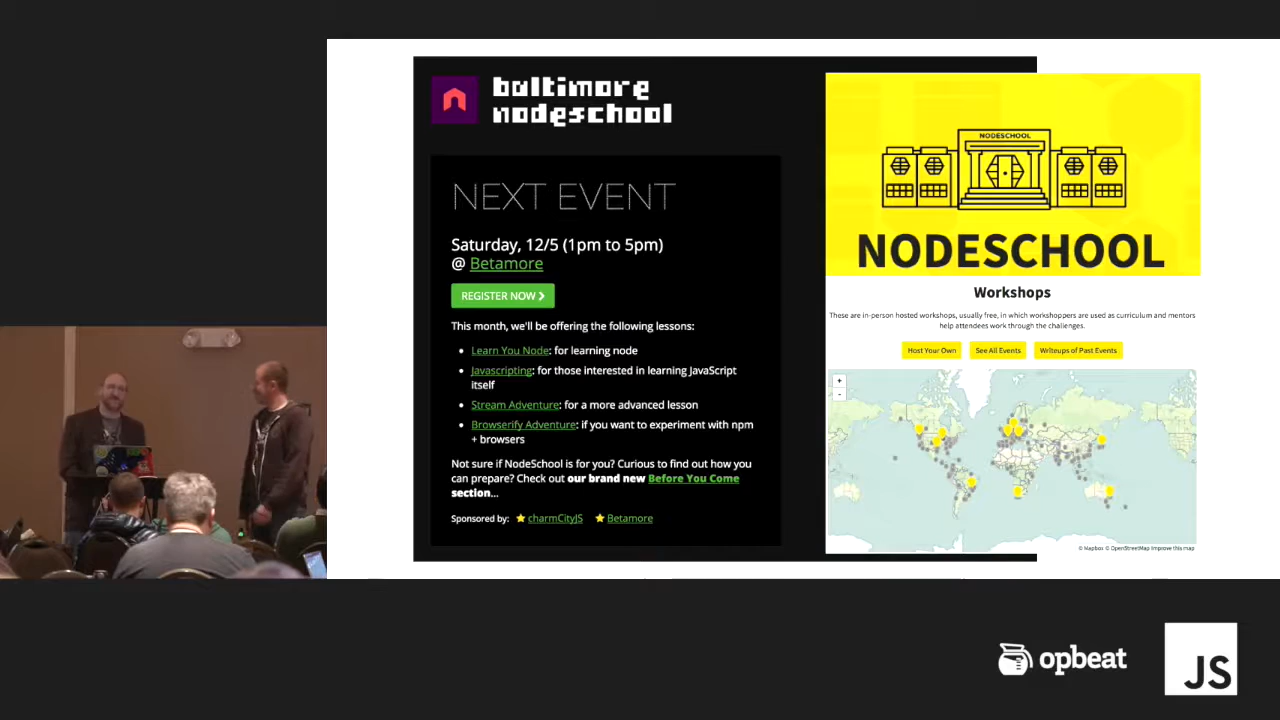 baltimore
nodeschool
NEXT EVENT
Saturday, 12/5 (1pm to 5pm)
@ Betamore
REGISTER NOW ❯
This month, we'll be offering the following lessons:
• Learn You Node: for learning node
• Javascripting: for those interested in learning JavaScript
itself
• Stream Adventure: for a more advanced lesson
• Browserify Adventure: if you want to experiment with npm
+ browsers
Not sure if NodeSchool is for you? Curious to find out how you
can prepare? Check out our brand new Before You Come
section...
Sponsored by: ★ charmCityJS ★ Betamore
NODESCHOOL
NODESCHOOL
Workshops
These are in-person hosted workshops, usually free, in which workshoppers are used as curriculum and mentors
help attendees work through the challenges.
Host Your Own
See All Events
Writeups of Past Events
+
-
© Mapbox © OpenStreetMap Improve this map
opbeat
JS